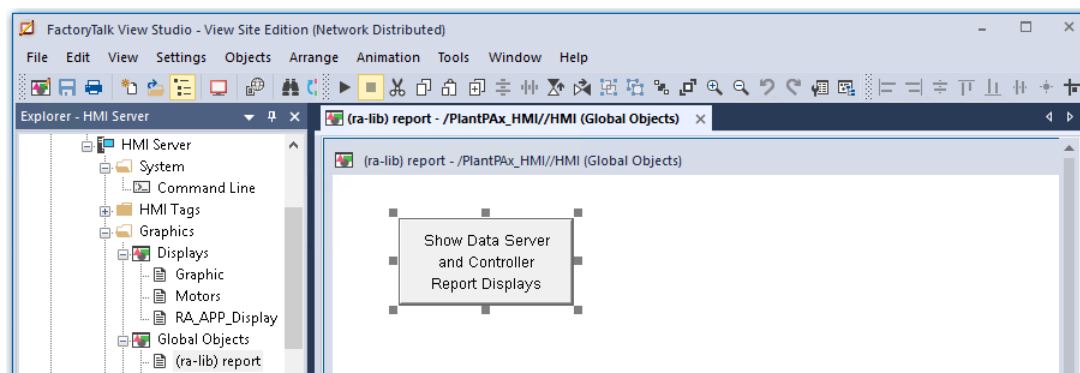 FactoryTalk View Studio - View Site Edition (Network Distributed)
File Edit View Settings Objects Arrange Animation Tools Window Help
Explorer - HMI Server
(ra-lib) report - /PlantPAx_HMI//HMI (Global Objects)
HMI Server
(ra-lib) report - /PlantPAx_HMI//HMI (Global Objects)
System
Command Line
HMI Tags
Graphics
Displays
Graphic
Motors
RA_APP_Display
Global Objects
(ra-lib) report
Show Data Server
and Controller
Report Displays